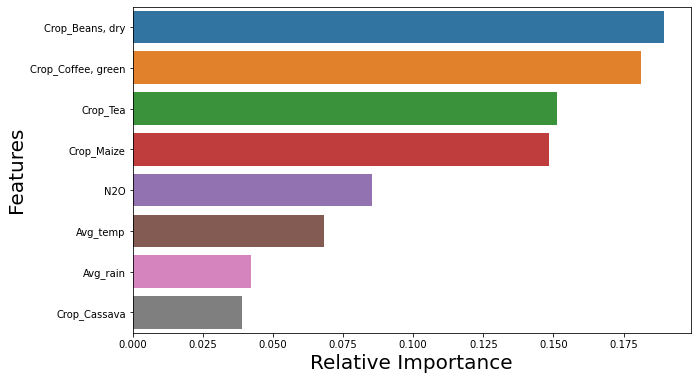 Features
Crop_Beans, dry
Crop_Coffee, green
Crop_Tea
Crop_Maize
N2O
Avg_temp
Avg_rain
Crop_Cassava
0.000 0.025 0.050 0.075 0.100 0.125 0.150 0.175
Relative Importance